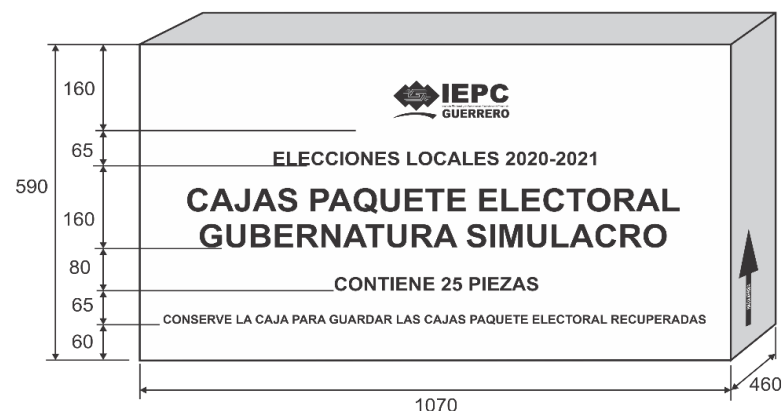 IEPC
GUERRERO
ELECCIONES LOCALES 2020-2021
CAJAS PAQUETE ELECTORAL
GUBERNATURA SIMULACRO
CONTIENE 25 PIEZAS
CONSERVE LA CAJA PARA GUARDAR LAS CAJAS PAQUETE ELECTORAL RECUPERADAS
590
160
65
160
80
65
60
1070
460